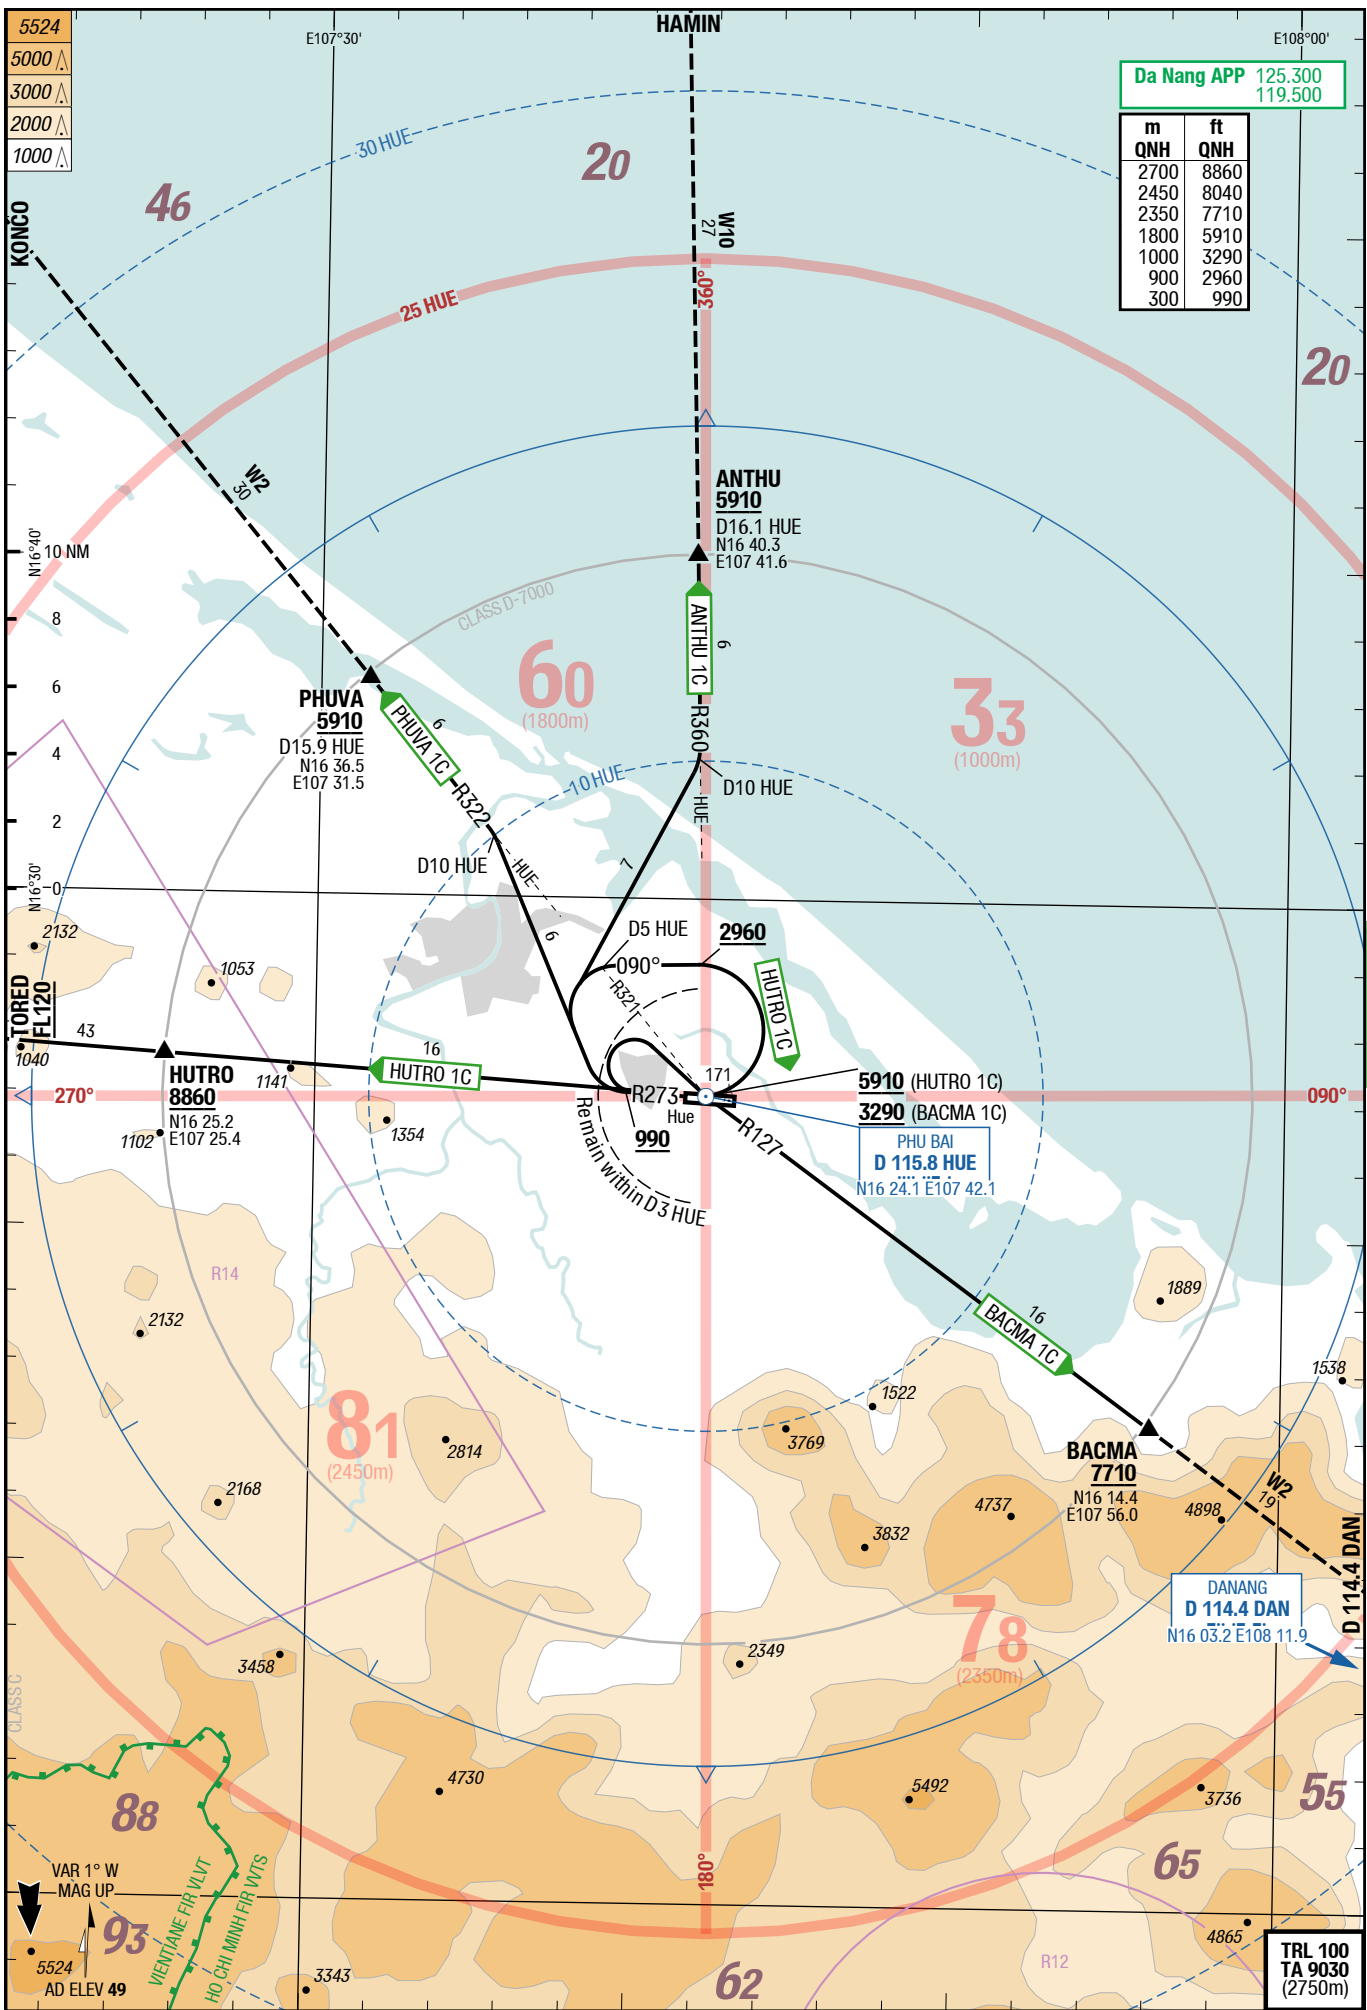 5524
5000
3000
2000
1000
E107°30'
HAMIN
E108°00'
Da Nang APP 125.300
119.500
m ft
QNH QNH
2700 8860
2450 8040
2350 7710
1800 5910
1000 3290
900 2960
300 990
30 HUE
46
20
KONCO
W10
27
25 HUE
360°
20
W2
30
ANTHU
5910
D16.1 HUE
N16 40.3
E107 41.6
N16°40'
10 NM
8
6
4
2
0
CLASS D-7000
ANTHU 1C
6
60
(1800m)
33
(1000m)
PHUVA
5910
D15.9 HUE
N16 36.5
E107 31.5
PHUVA 1C
6
R322
R360
10 HUE
D10 HUE
HUE
D10 HUE
HUE
7
6
N16°30'
2132
1053
D5 HUE
2960
090°
R321
HUTRO 1C
TORED
FL120
43
1040
16
HUTRO 1C
HUTRO
8860
N16 25.2
E107 25.4
1141
1102
1354
270°
R273
171
Hue
990
5910 (HUTRO 1C)
3290 (BACMA 1C)
090°
R127
PHU BAI
D 115.8 HUE
N16 24.1 E107 42.1
Remain within D3 HUE
R14
2132
1889
16
BACMA 1C
1538
1522
3769
81
(2450m)
2814
BACMA
7710
N16 14.4
E107 56.0
W2
19
2168
4737
4898
3832
D 114.4 DAN
DANANG
D 114.4 DAN
N16 03.2 E108 11.9
78
(2350m)
3458
2349
CLASS C
4730
5492
3736
55
88
65
180°
VAR 1° W
MAG UP
93
VIENTIANE FIR VLVT
HO CHI MINH FIR VVTS
5524
AD ELEV 49
3343
62
R12
4865
TRL 100
TA 9030
(2750m)